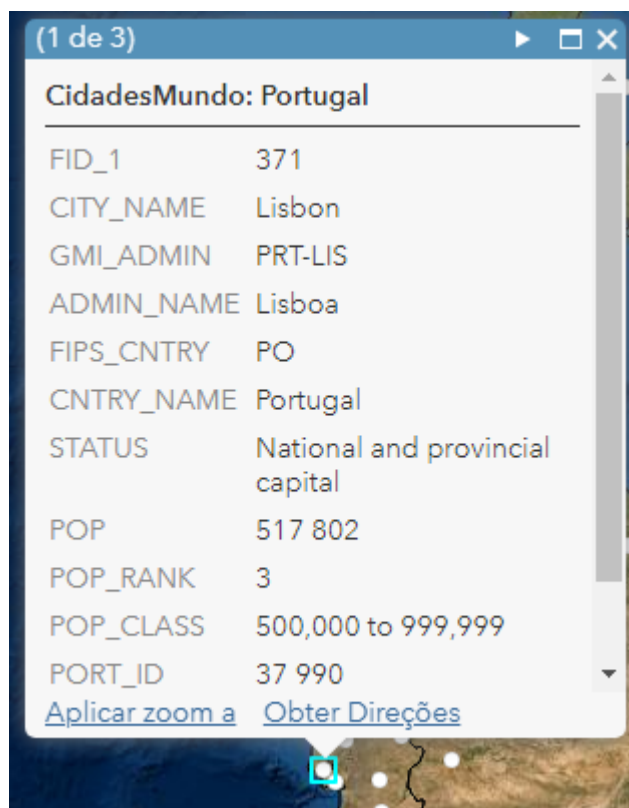 (1 de 3)
CidadesMundo: Portugal
FID_1 371
CITY_NAME Lisbon
GMI_ADMIN PRT-LIS
ADMIN_NAME Lisboa
FIPS_CNTRY PO
CNTRY_NAME Portugal
STATUS National and provincial
capital
POP 517 802
POP_RANK 3
POP_CLASS 500,000 to 999,999
PORT_ID 37 990
Aplicar zoom a Obter Direções